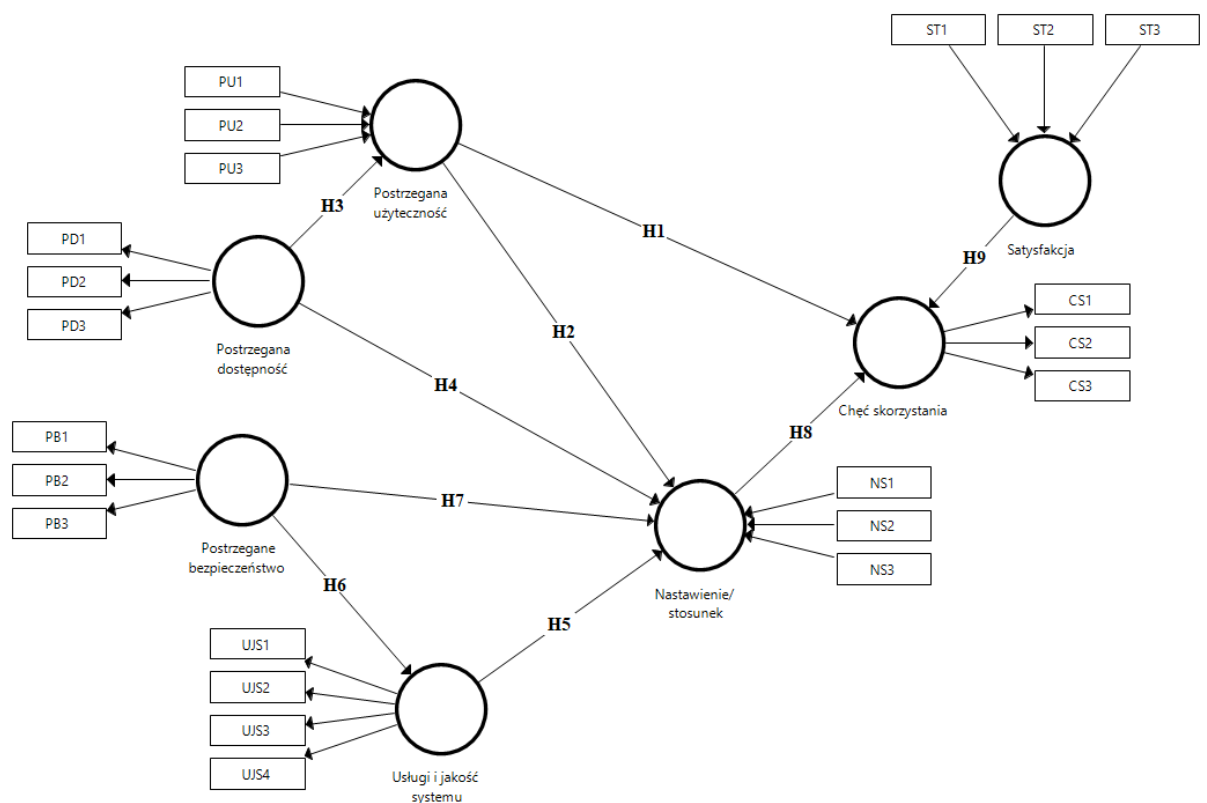 ST1
ST2
ST3
PU1
PU2
PU3
Postrzegana
użyteczność
H3
H1
Satysfakcja
H9
PD1
PD2
PD3
Postrzegana
dostępność
H2
H4
CS1
CS2
CS3
Chęć skorzystania
H8
PB1
PB2
PB3
Postrzegane
bezpieczeństwo
H7
NS1
NS2
NS3
Nastawienie/
stosunek
H6
H5
UJS1
UJS2
UJS3
UJS4
Usługi i jakość
systemu